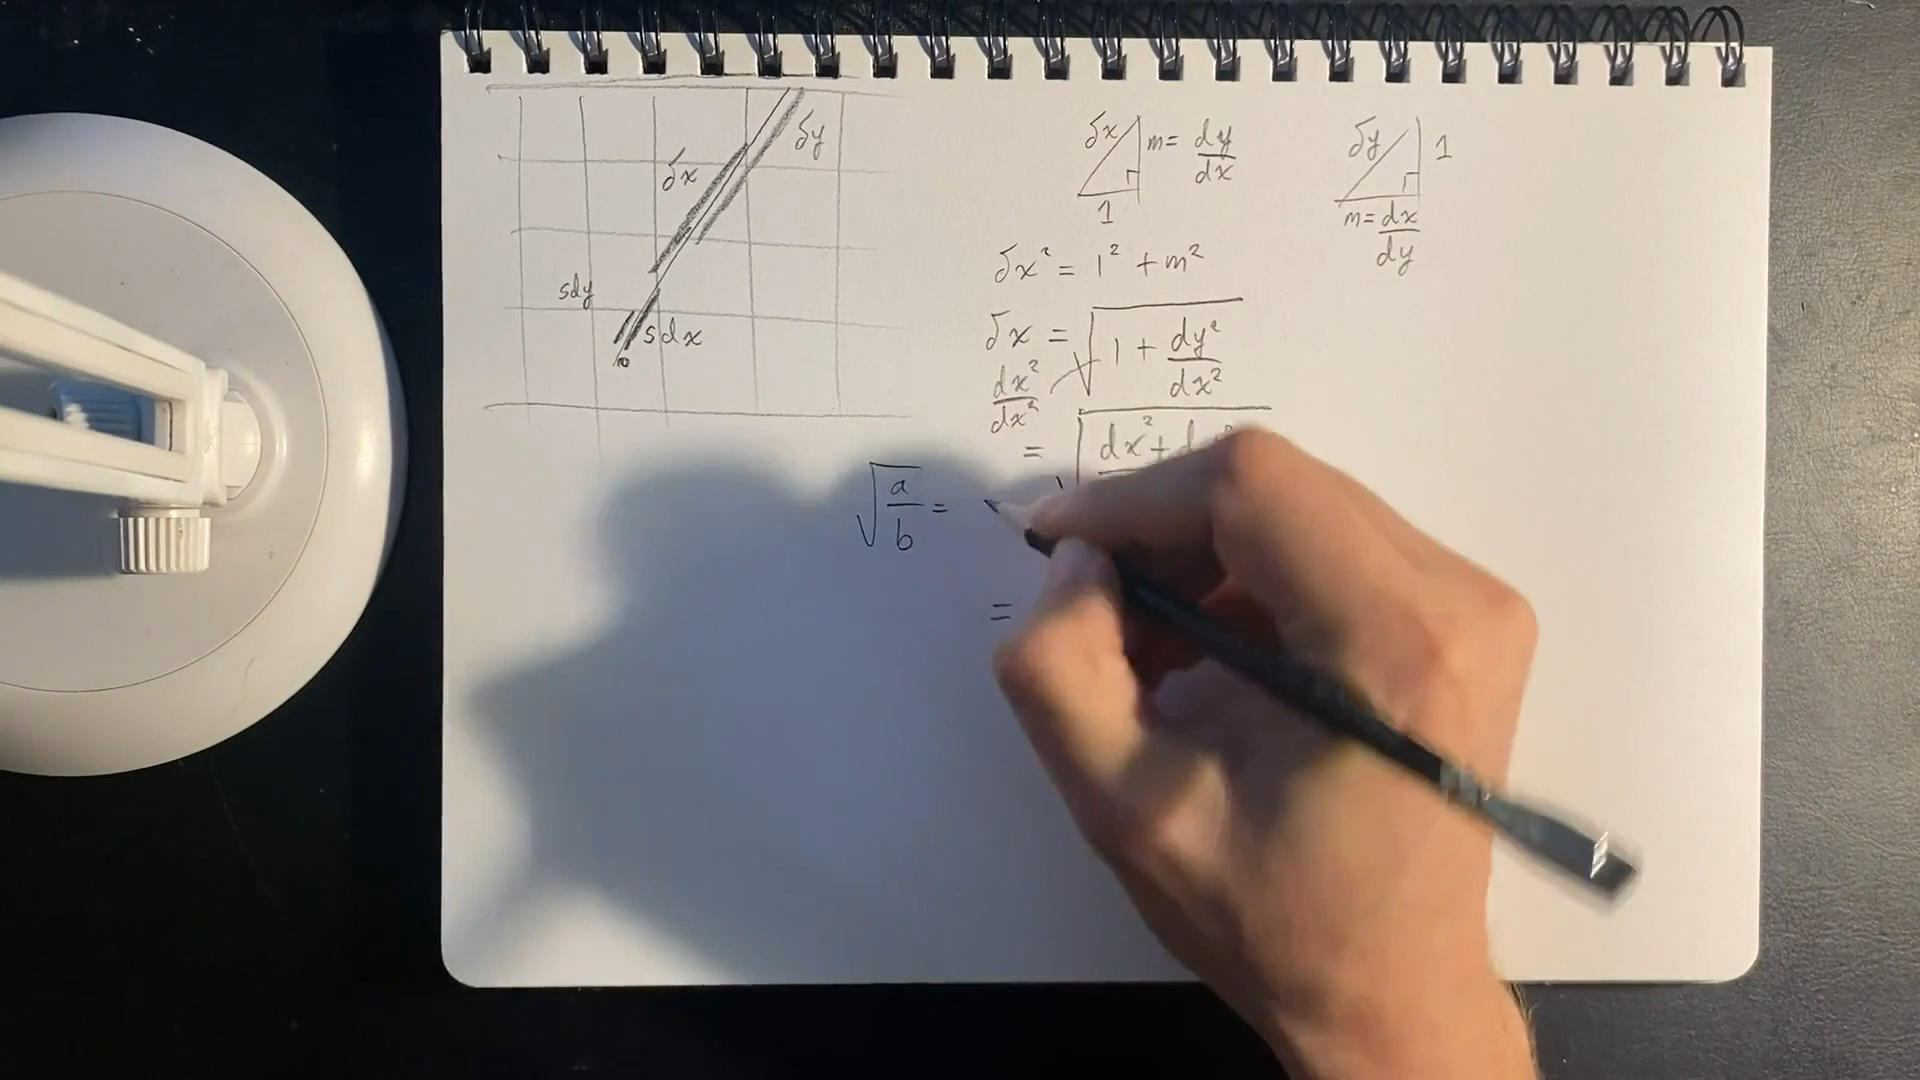 δy
δx
sdy
sdx
δx m= dy/dx
1
δy 1
m= dx/dy
δx² = 1² + m²
δx = √(1 + dy²/dx²)
dx²/dx²
= √(dx² +
√(a/b) =
=